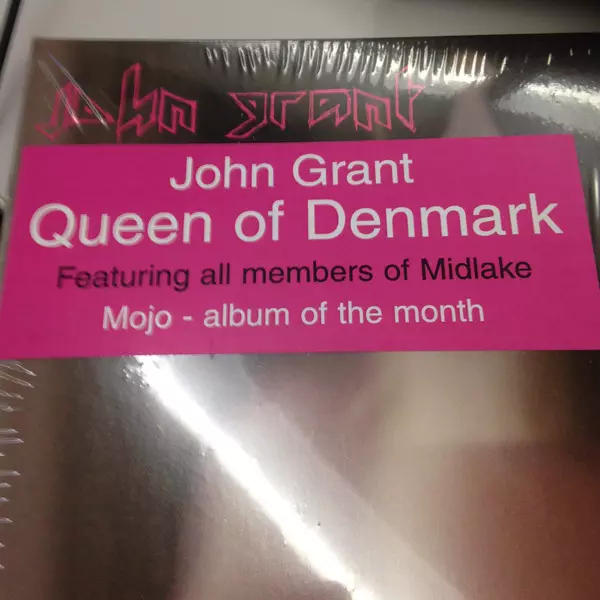 john grant
John Grant
Queen of Denmark
Featuring all members of Midlake
Mojo - album of the month